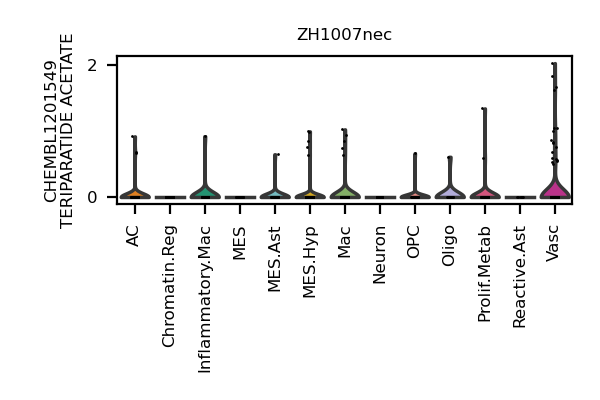 ZH1007nec
CHEMBL1201549
TERIPARATIDE ACETATE
2
0
AC
Chromatin.Reg
Inflammatory.Mac
MES
MES.Ast
MES.Hyp
Mac
Neuron
OPC
Oligo
Prolif.Metab
Reactive.Ast
Vasc